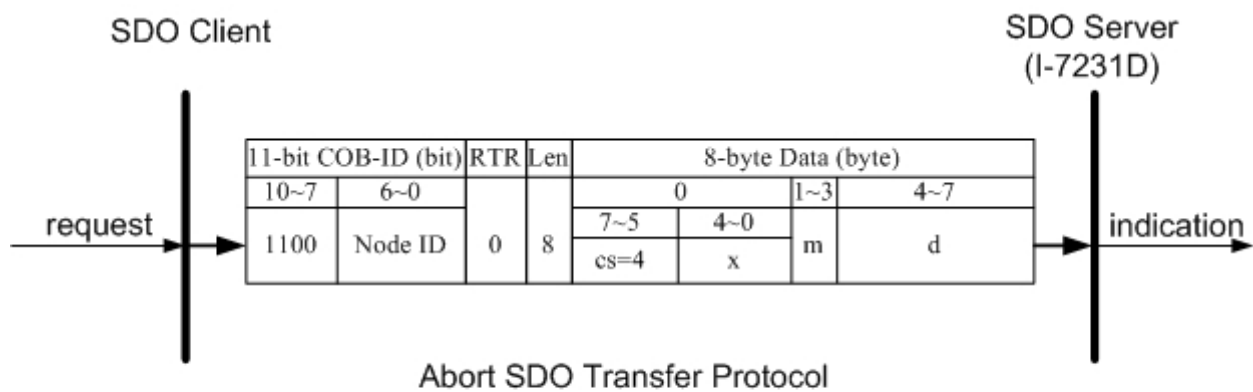 SDO Client
SDO Server
(I-7231D)
11-bit COB-ID (bit) RTR Len 8-byte Data (byte)
10~7 6~0 0 1~3 4~7
request 1100 Node ID 0 8 7~5 4~0 m d indication
cs=4 x
Abort SDO Transfer Protocol